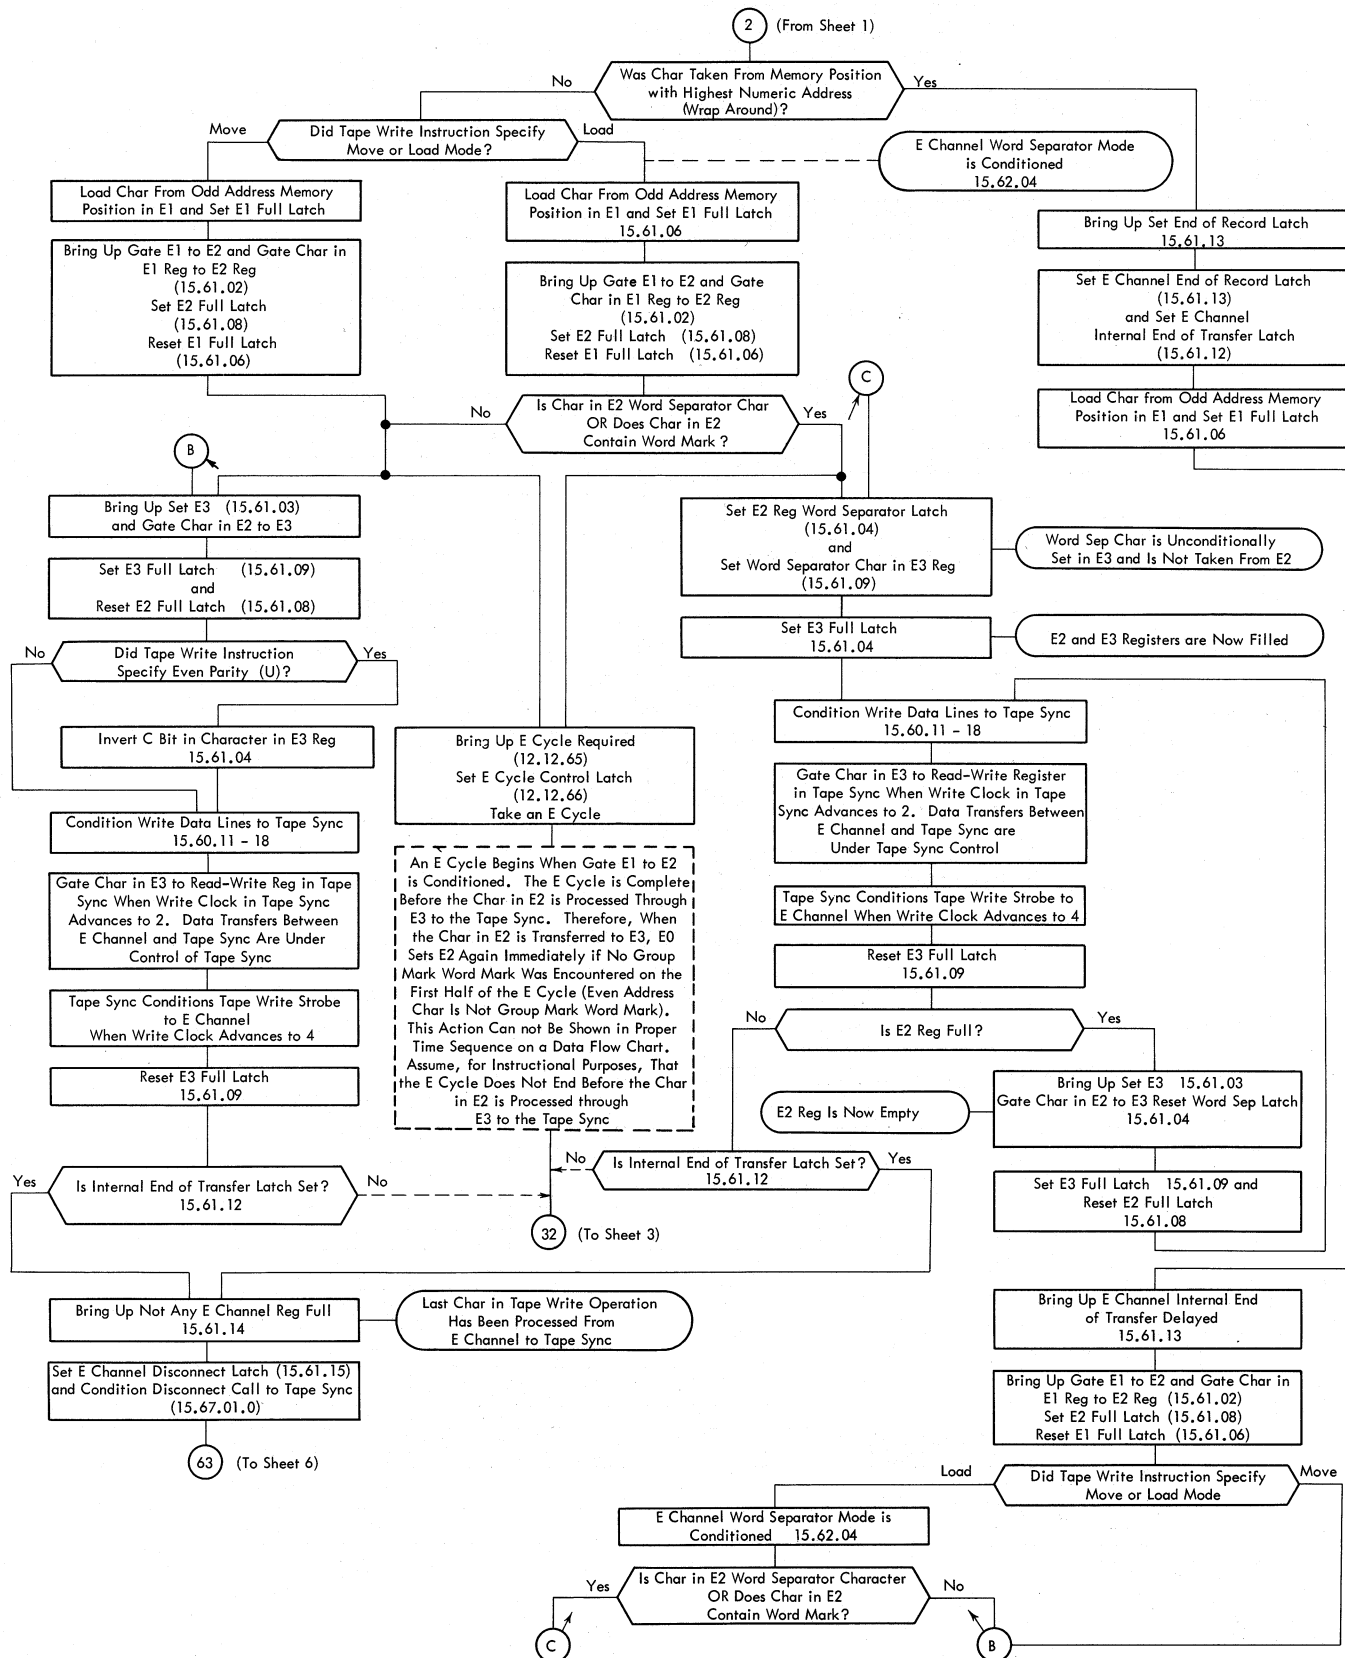 2 (From Sheet 1)
Was Char Taken From Memory Position
with Highest Numeric Address
(Wrap Around)?
No
Yes
Did Tape Write Instruction Specify
Move or Load Mode?
Move
Load
E Channel Word Separator Mode
is Conditioned
15.62.04
Load Char From Odd Address Memory
Position in E1 and Set E1 Full Latch
Load Char From Odd Address Memory
Position in E1 and Set E1 Full Latch
15.61.06
Bring Up Set End of Record Latch
15.61.13
Bring Up Gate E1 to E2 and Gate Char in
E1 Reg to E2 Reg
(15.61.02)
Set E2 Full Latch
(15.61.08)
Reset E1 Full Latch
(15.61.06)
Bring Up Gate E1 to E2 and Gate
Char in E1 Reg to E2 Reg
(15.61.02)
Set E2 Full Latch (15.61.08)
Reset E1 Full Latch (15.61.06)
Set E Channel End of Record Latch
(15.61.13)
and Set E Channel
Internal End of Transfer Latch
(15.61.12)
Load Char from Odd Address Memory
Position in E1 and Set E1 Full Latch
15.61.06
C
Is Char in E2 Word Separator Char
OR Does Char in E2
Contain Word Mark ?
No
Yes
B
Bring Up Set E3 (15.61.03)
and Gate Char in E2 to E3
Set E2 Reg Word Separator Latch
(15.61.04)
and
Set Word Separator Char in E3 Reg
(15.61.09)
Word Sep Char is Unconditionally
Set in E3 and Is Not Taken From E2
Set E3 Full Latch (15.61.09)
and
Reset E2 Full Latch (15.61.08)
Set E3 Full Latch
15.61.04
E2 and E3 Registers are Now Filled
No
Did Tape Write Instruction
Specify Even Parity (U)?
Yes
Invert C Bit in Character in E3 Reg
15.61.04
Bring Up E Cycle Required
(12.12.65)
Set E Cycle Control Latch
(12.12.66)
Take an E Cycle
Condition Write Data Lines to Tape Sync
15.60.11 - 18
Condition Write Data Lines to Tape Sync
15.60.11 - 18
Gate Char in E3 to Read-Write Register
in Tape Sync When Write Clock in Tape
Sync Advances to 2. Data Transfers Between
E Channel and Tape Sync are
Under Tape Sync Control
Gate Char in E3 to Read-Write Reg in Tape
Sync When Write Clock in Tape Sync
Advances to 2. Data Transfers Between
E Channel and Tape Sync Are Under
Control of Tape Sync
An E Cycle Begins When Gate E1 to E2
is Conditioned. The E Cycle is Complete
Before the Char in E2 is Processed Through
E3 to the Tape Sync. Therefore, When
the Char in E2 is Transferred to E3, E0
Sets E2 Again Immediately if No Group
Mark Word Mark Was Encountered on the
First Half of the E Cycle (Even Address
Char Is Not Group Mark Word Mark).
This Action Can not Be Shown in Proper
Time Sequence on a Data Flow Chart.
Assume, for Instructional Purposes, That
the E Cycle Does Not End Before the Char
in E2 is Processed through
E3 to the Tape Sync
Tape Sync Conditions Tape Write Strobe to
E Channel When Write Clock Advances to 4
Reset E3 Full Latch
15.61.09
Tape Sync Conditions Tape Write Strobe
to E Channel
When Write Clock Advances to 4
No
Is E2 Reg Full?
Yes
Reset E3 Full Latch
15.61.09
Bring Up Set E3 15.61.03
Gate Char in E2 to E3 Reset Word Sep Latch
15.61.04
E2 Reg Is Now Empty
Yes
Is Internal End of Transfer Latch Set?
15.61.12
No
No
Is Internal End of Transfer Latch Set?
15.61.12
Yes
Set E3 Full Latch 15.61.09 and
Reset E2 Full Latch
15.61.08
32 (To Sheet 3)
Bring Up Not Any E Channel Reg Full
15.61.14
Last Char in Tape Write Operation
Has Been Processed From
E Channel to Tape Sync
Bring Up E Channel Internal End
of Transfer Delayed
15.61.13
Set E Channel Disconnect Latch (15.61.15)
and Condition Disconnect Call to Tape Sync
(15.67.01.0)
Bring Up Gate E1 to E2 and Gate Char in
E1 Reg to E2 Reg (15.61.02)
Set E2 Full Latch (15.61.08)
Reset E1 Full Latch (15.61.06)
63 (To Sheet 6)
Load
Did Tape Write Instruction Specify
Move or Load Mode
Move
E Channel Word Separator Mode is
Conditioned 15.62.04
Yes
Is Char in E2 Word Separator Character
OR Does Char in E2
Contain Word Mark?
No
C
B